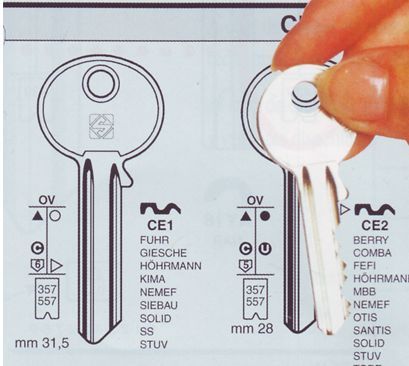 OV
C
6
357
557
mm 31,5
CE1
FUHR
GIESCHE
HÖHRMANN
KIMA
NEMEF
SIEBAU
SOLID
SS
STUV
OV
C U
5
357
557
mm 28
CE2
BERRY
COMBA
FEFI
MBB
NEMEF
OTIS
SANTIS
SOLID
STUV